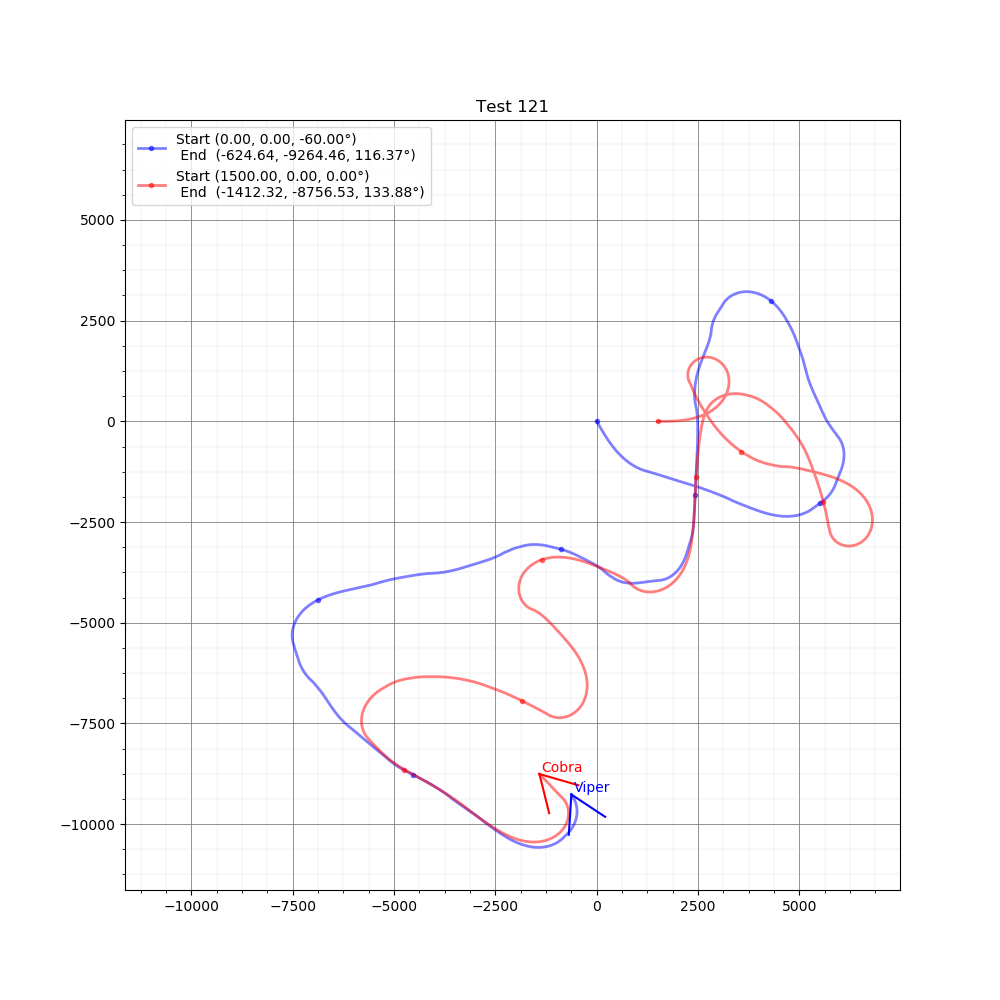 Test 121
Start (0.00, 0.00, -60.00°)
End (-624.64, -9264.46, 116.37°)
Start (1500.00, 0.00, 0.00°)
End (-1412.32, -8756.53, 133.88°)
5000
2500
0
−2500
−5000
−7500
−10000
Cobra
Viper
−10000 −7500 −5000 −2500 0 2500 5000